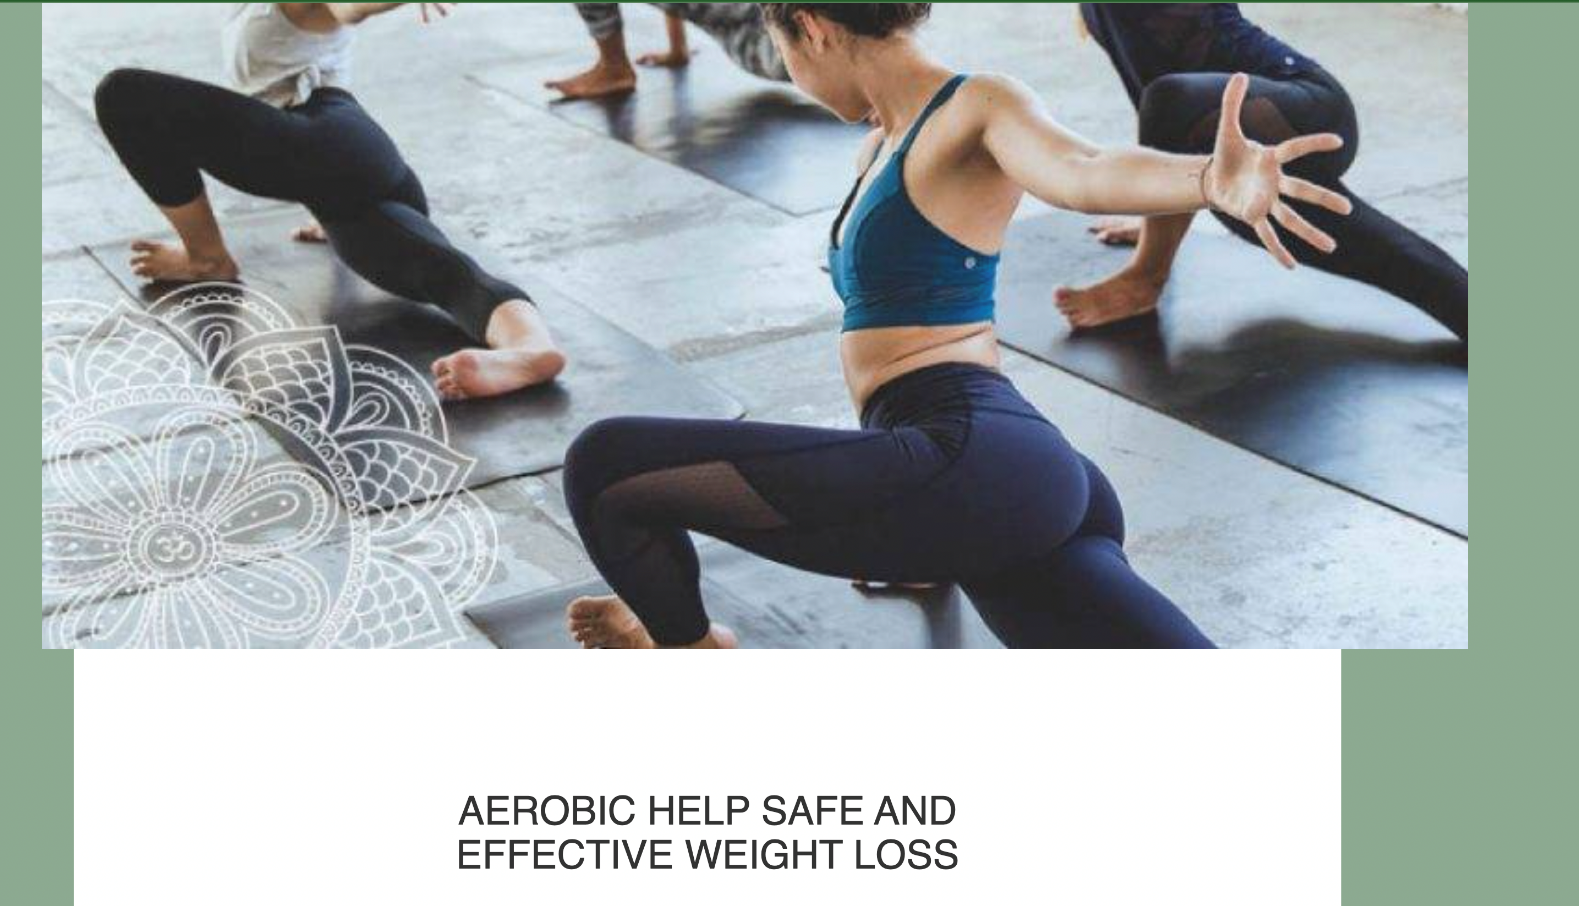 ॐ
AEROBIC HELP SAFE AND
EFFECTIVE WEIGHT LOSS